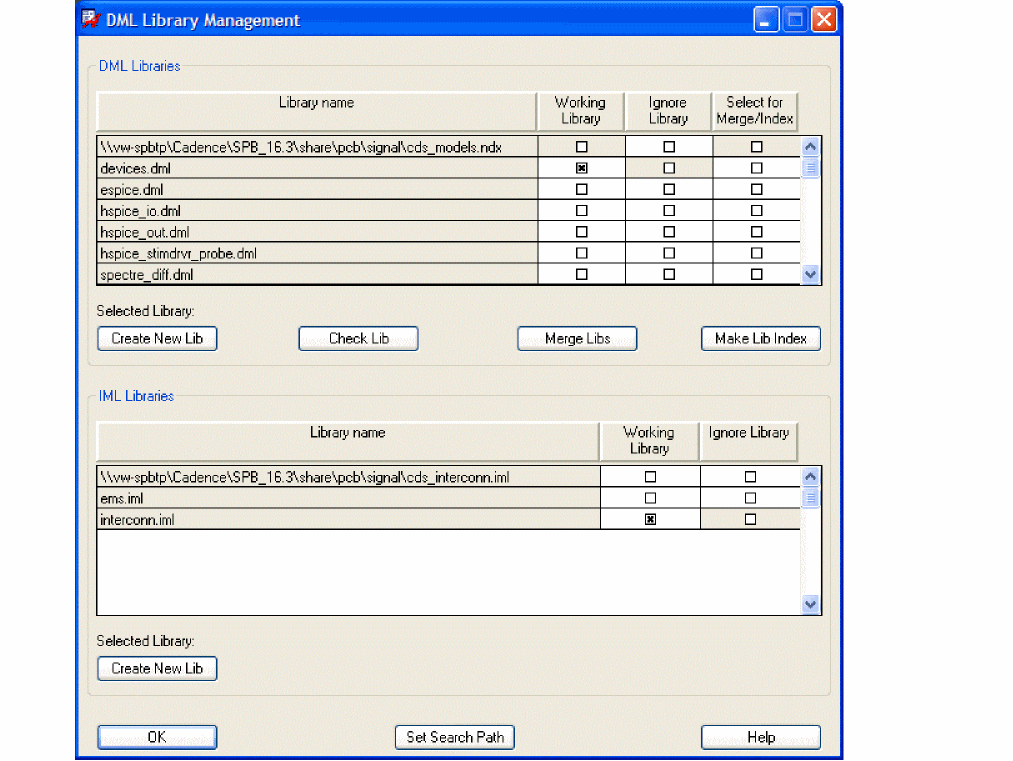 DML Library Management
DML Libraries
Library name
Working Library
Ignore Library
Select for Merge/Index
\\vw-spbtp\Cadence\SPB_16.3\share\pcb\signal\cds_models.ndx
devices.dml
espice.dml
hspice_io.dml
hspice_out.dml
hspice_stimdrvr_probe.dml
spectre_diff.dml
Selected Library:
Create New Lib Check Lib Merge Libs Make Lib Index
IML Libraries
Library name
Working Library
Ignore Library
\\vw-spbtp\Cadence\SPB_16.3\share\pcb\signal\cds_interconn.iml
ems.iml
interconn.iml
Selected Library:
Create New Lib
OK Set Search Path Help